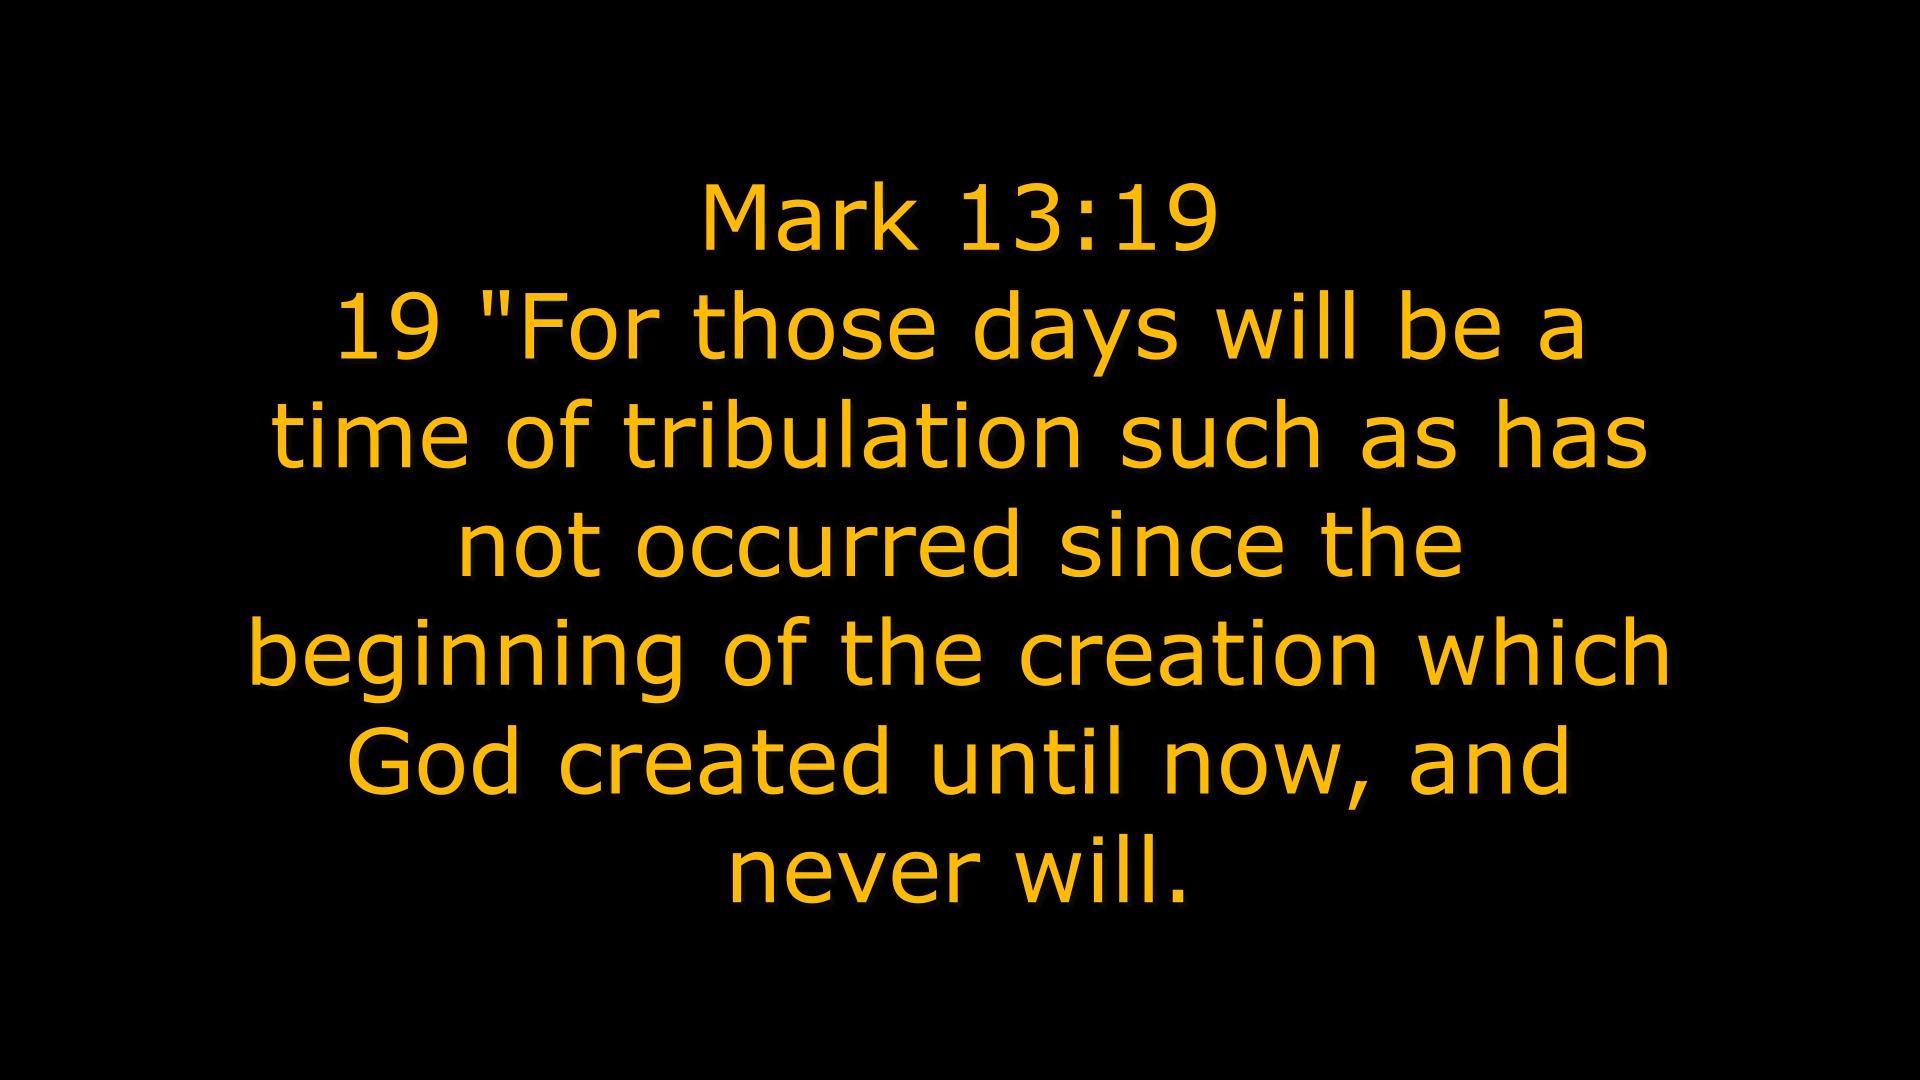 Mark 13:19
19 "For those days will be a
time of tribulation such as has
not occurred since the
beginning of the creation which
God created until now, and
never will.